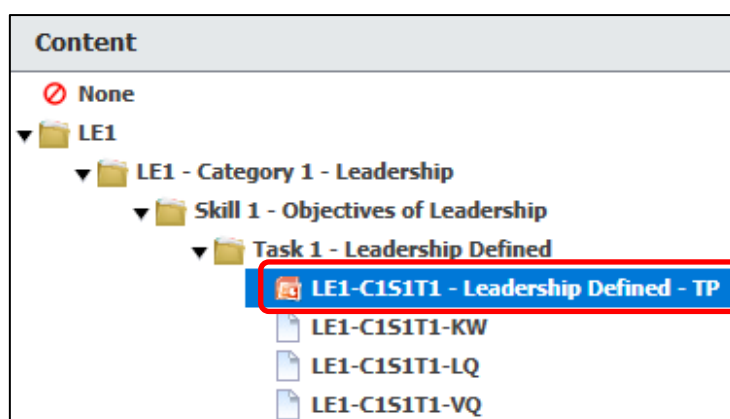 Content
None
LE1
LE1 - Category 1 - Leadership
Skill 1 - Objectives of Leadership
Task 1 - Leadership Defined
LE1-C1S1T1 - Leadership Defined - TP
LE1-C1S1T1-KW
LE1-C1S1T1-LQ
LE1-C1S1T1-VQ